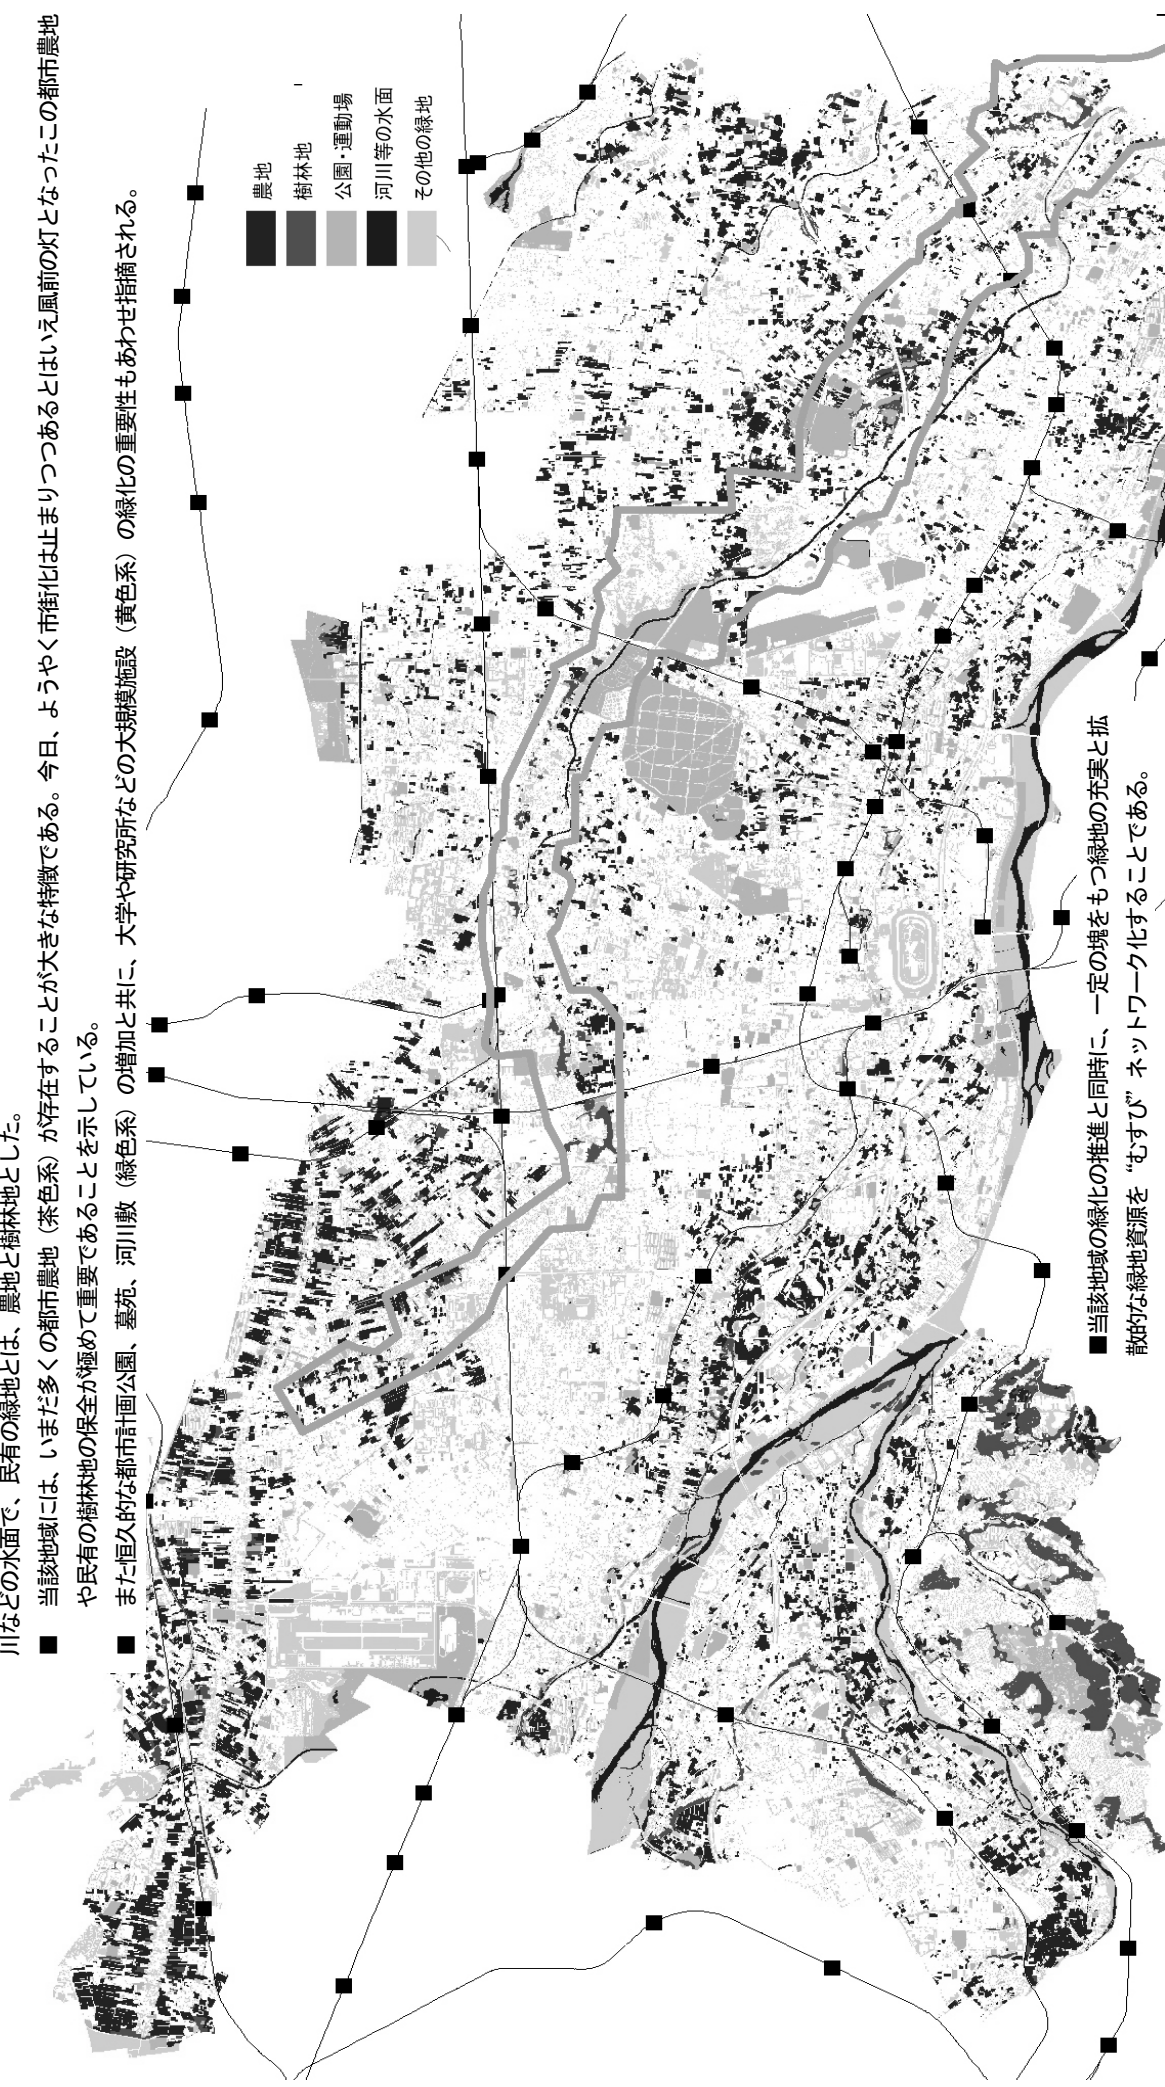 川などの水面で、民有の緑地とは、農地と樹林地とした。
■ 当該地域には、いまだ多くの都市農地（茶色系）が存在することが大きな特徴である。今日、ようやく市街化は止まりつつあるとはいえ風前の灯となったこの都市農地
や民有の樹林地の保全が極めて重要であることを示している。
■ また恒久的な都市計画公園、墓苑、河川敷（緑色系）の増加と共に、大学や研究所などの大規模施設（黄色系）の緑化の重要性もあわせ指摘される。
農地
樹林地
公園・運動場
河川等の水面
その他の緑地
■当該地域の緑化の推進と同時に、一定の塊をもつ緑地の充実と拡
散的な緑地資源を“むすび”ネットワーク化することである。